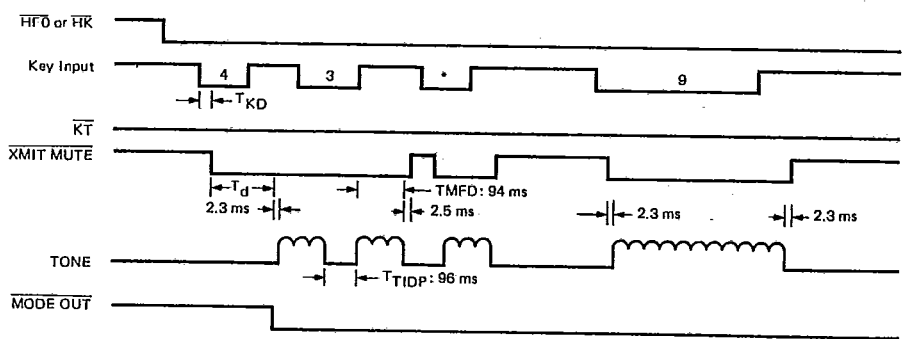 HFO or HK
Key Input
4
3
*
9
TKD
KT
XMIT MUTE
Td
TMFD: 94 ms
2.3 ms
2.5 ms
2.3 ms
2.3 ms
TONE
TTIDP: 96 ms
MODE OUT